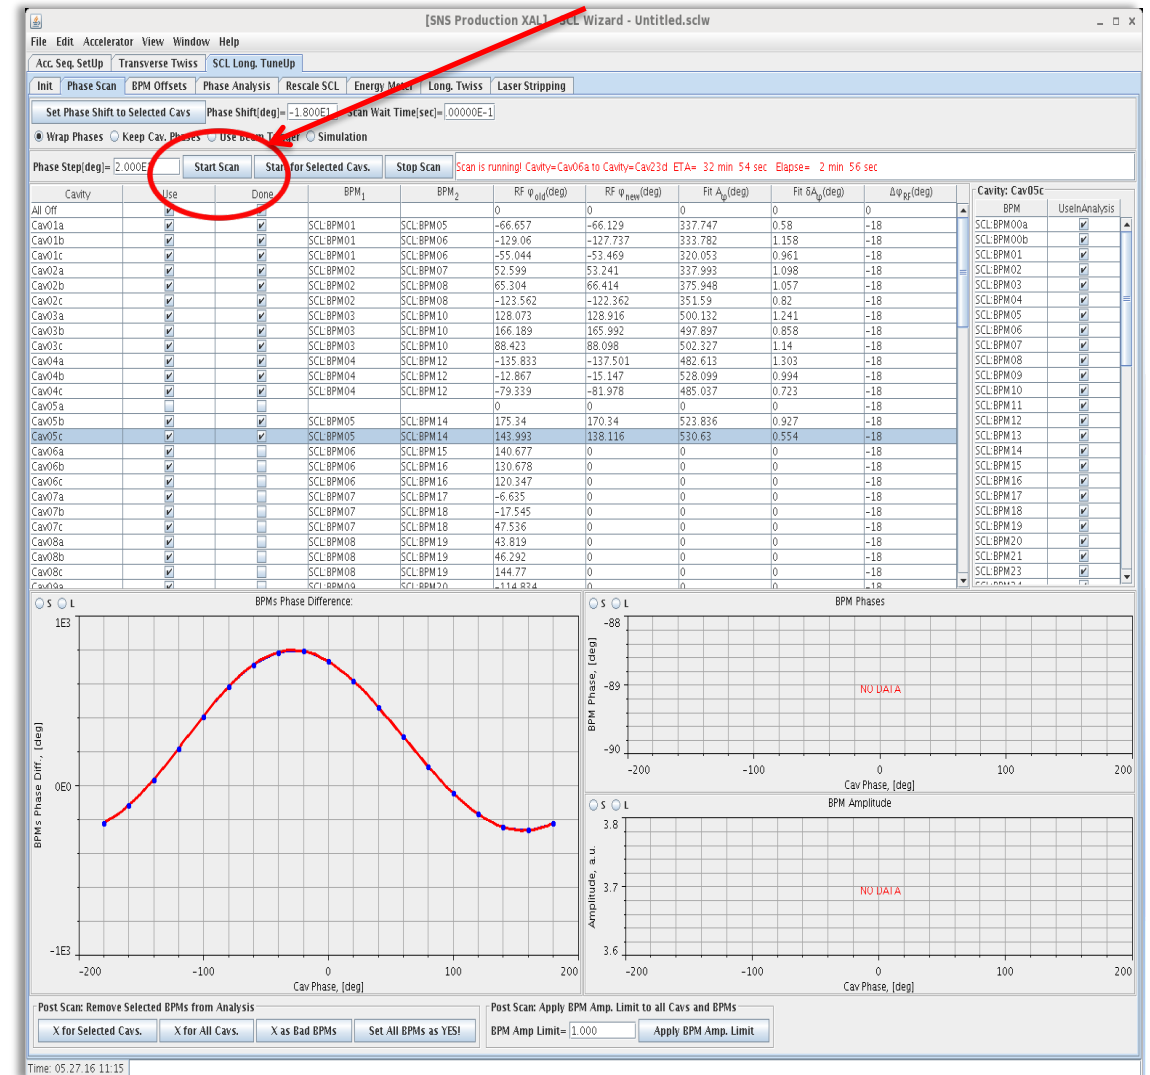 [SNS Production XAL] SCL Wizard - Untitled.sclw
File Edit Accelerator View Window Help
Acc. Seq. SetUp Transverse Twiss SCL Long. TuneUp
Init Phase Scan BPM Offsets Phase Analysis Rescale SCL Energy Meter Long. Twiss Laser Stripping
Set Phase Shift to Selected Cavs Phase Shift[deg]= -1.800E1 Scan Wait Time[sec]= .00000E-1
Wrap Phases Keep Cav. Phases Use Beam Trigger Simulation
Phase Step[deg]= 2.000E Start Scan Start for Selected Cavs. Stop Scan Scan is running! Cavity=Cav06a to Cavity=Cav23d ETA= 32 min 54 sec Elapse= 2 min 56 sec
Cavity Use Done BPM1 BPM2 RF φold(deg) RF φnew(deg) Fit Aφ(deg) Fit δAφ(deg) ΔφRF(deg)
All Off 0 0 0 0 0
Cav01a SCL:BPM01 SCL:BPM05 -66.657 -66.129 337.747 0.58 -18
Cav01b SCL:BPM01 SCL:BPM06 -129.06 -127.737 333.782 1.158 -18
Cav01c SCL:BPM01 SCL:BPM06 -55.044 -53.469 320.053 0.961 -18
Cav02a SCL:BPM02 SCL:BPM07 52.599 53.241 337.993 1.098 -18
Cav02b SCL:BPM02 SCL:BPM08 65.304 66.414 375.948 1.057 -18
Cav02c SCL:BPM02 SCL:BPM08 -123.562 -122.362 351.59 0.82 -18
Cav03a SCL:BPM03 SCL:BPM10 128.073 128.916 500.132 1.241 -18
Cav03b SCL:BPM03 SCL:BPM10 166.189 165.992 497.897 0.858 -18
Cav03c SCL:BPM03 SCL:BPM10 88.423 88.098 502.327 1.14 -18
Cav04a SCL:BPM04 SCL:BPM12 -135.833 -137.501 482.613 1.303 -18
Cav04b SCL:BPM04 SCL:BPM12 -12.867 -15.147 528.099 0.994 -18
Cav04c SCL:BPM04 SCL:BPM12 -79.339 -81.978 485.037 0.723 -18
Cav05a 0 0 0 0 -18
Cav05b SCL:BPM05 SCL:BPM14 175.34 170.34 523.836 0.927 -18
Cav05c SCL:BPM05 SCL:BPM14 143.993 138.116 530.63 0.554 -18
Cav06a SCL:BPM06 SCL:BPM15 140.677 0 0 0 -18
Cav06b SCL:BPM06 SCL:BPM16 130.678 0 0 0 -18
Cav06c SCL:BPM06 SCL:BPM16 120.347 0 0 0 -18
Cav07a SCL:BPM07 SCL:BPM17 -6.635 0 0 0 -18
Cav07b SCL:BPM07 SCL:BPM18 -17.545 0 0 0 -18
Cav07c SCL:BPM07 SCL:BPM18 47.536 0 0 0 -18
Cav08a SCL:BPM08 SCL:BPM19 43.819 0 0 0 -18
Cav08b SCL:BPM08 SCL:BPM19 46.292 0 0 0 -18
Cav08c SCL:BPM08 SCL:BPM19 144.77 0 0 0 -18
Cav09a SCL:BPM09 SCL:BPM20 -114.834 0 0 0 -18
Cavity: Cav05c
BPM UseInAnalysis
SCL:BPM00a
SCL:BPM00b
SCL:BPM01
SCL:BPM02
SCL:BPM03
SCL:BPM04
SCL:BPM05
SCL:BPM06
SCL:BPM07
SCL:BPM08
SCL:BPM09
SCL:BPM10
SCL:BPM11
SCL:BPM12
SCL:BPM13
SCL:BPM14
SCL:BPM15
SCL:BPM16
SCL:BPM17
SCL:BPM18
SCL:BPM19
SCL:BPM20
SCL:BPM21
SCL:BPM23
S L BPMs Phase Difference:
1E3
0E0
-1E3
BPMs Phase Diff., [deg]
-200 -100 0 100 200
Cav Phase, [deg]
S L BPM Phases
-88
-89
-90
BPM Phase, [deg]
NO DATA
-200 -100 0 100 200
Cav Phase, [deg]
S L BPM Amplitude
3.8
3.7
3.6
Amplitude, a.u.
NO DATA
-200 -100 0 100 200
Cav Phase, [deg]
Post Scan: Remove Selected BPMs from Analysis
X for Selected Cavs. X for All Cavs. X as Bad BPMs Set All BPMs as YES!
Post Scan: Apply BPM Amp. Limit to all Cavs and BPMs
BPM Amp Limit= 1.000 Apply BPM Amp. Limit
Time: 05.27.16 11:15